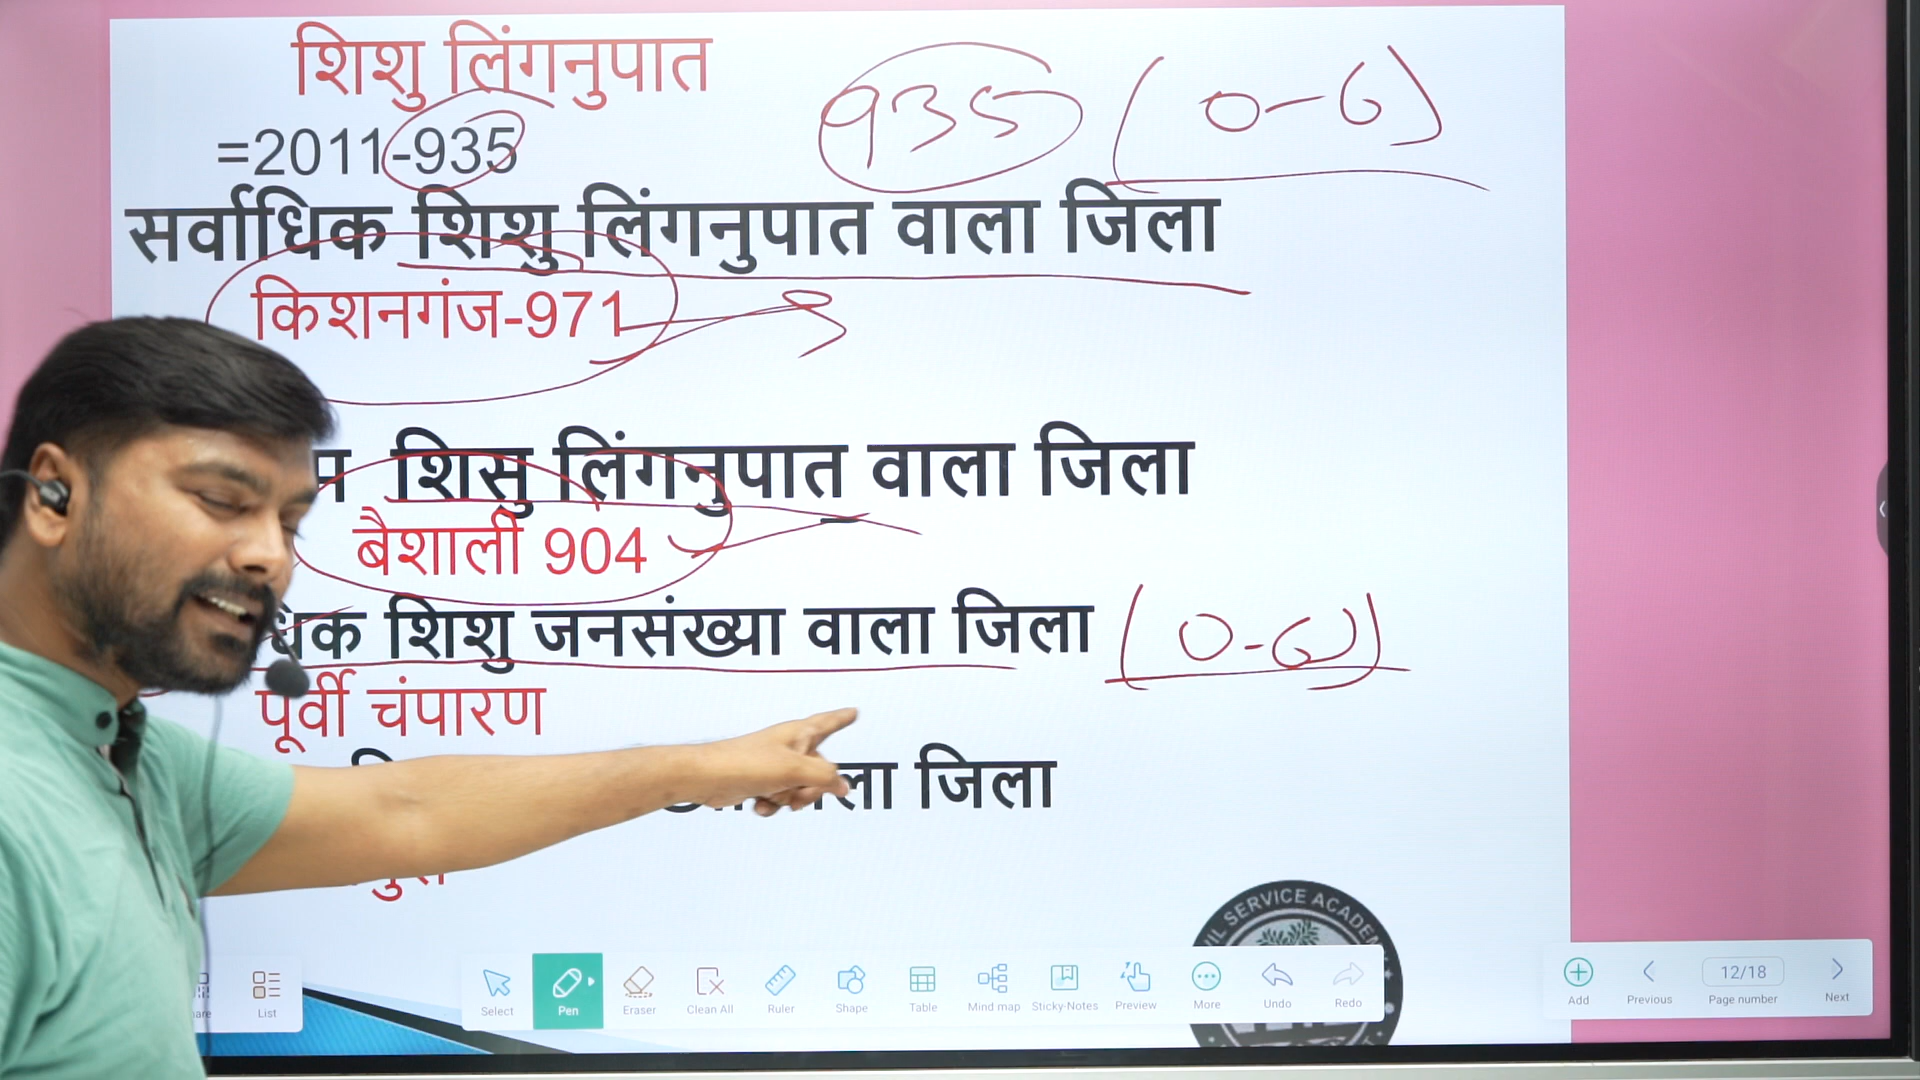 शिशु लिंगनुपात
935 (0-6)
=2011-935
सर्वाधिक शिशु लिंगनुपात वाला जिला
किशनगंज-971
शिसु लिंगनुपात वाला जिला
बैशाली 904
शिशु जनसंख्या वाला जिला (0-6)
पूर्वी चंपारण
जिला
SERVICE
List
Select
Pen
Eraser
Clean All
Ruler
Shape
Table
Mind map
Sticky-Notes
Preview
More
Undo
Redo
Add
Previous
12/18
Page number
Next